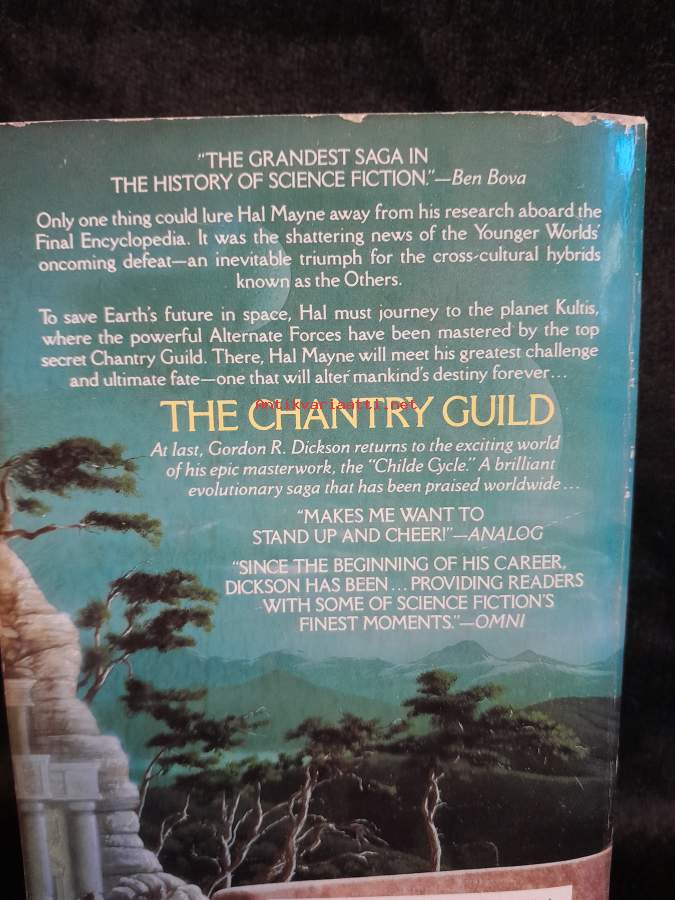 "THE GRANDEST SAGA IN
THE HISTORY OF SCIENCE FICTION."—Ben Bova
Only one thing could lure Hal Mayne away from his research aboard the
Final Encyclopedia. It was the shattering news of the Younger Worlds'
oncoming defeat—an inevitable triumph for the cross-cultural hybrids
known as the Others.
To save Earth's future in space, Hal must journey to the planet Kultis,
where the powerful Alternate Forces have been mastered by the top
secret Chantry Guild. There, Hal Mayne will meet his greatest challenge
and ultimate fate—one that will alter mankind's destiny forever...
THE CHANTRY GUILD
Antikvariaatti.net
At last, Gordon R. Dickson returns to the exciting world
of his epic masterwork, the "Childe Cycle." A brilliant
evolutionary saga that has been praised worldwide...
"MAKES ME WANT TO
STAND UP AND CHEER!"—ANALOG
"SINCE THE BEGINNING OF HIS CAREER,
DICKSON HAS BEEN...PROVIDING READERS
WITH SOME OF SCIENCE FICTION'S
FINEST MOMENTS."—OMNI